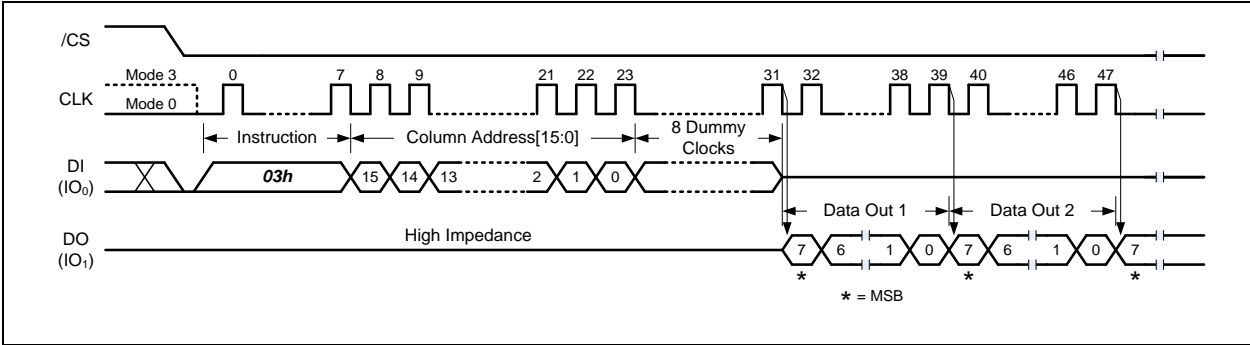 /CS
Mode 3 0 7 8 9 21 22 23 31 32 38 39 40 46 47
CLK Mode 0
Instruction Column Address[15:0] 8 Dummy
Clocks
DI
(IO0) 03h 15 14 13 2 1 0
Data Out 1 Data Out 2
High Impedance
DO
(IO1) 7 6 1 0 7 6 1 0 7
* * *
* = MSB